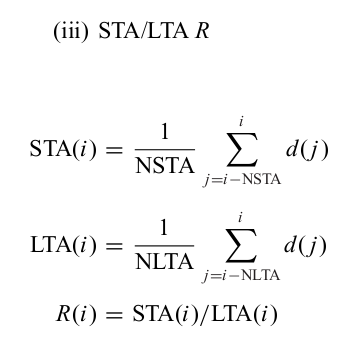 (iii) STA/LTA R
STA(i) = 1/NSTA ∑_{j=i−NSTA}^{i} d(j)
LTA(i) = 1/NLTA ∑_{j=i−NLTA}^{i} d(j)
R(i) = STA(i)/LTA(i)